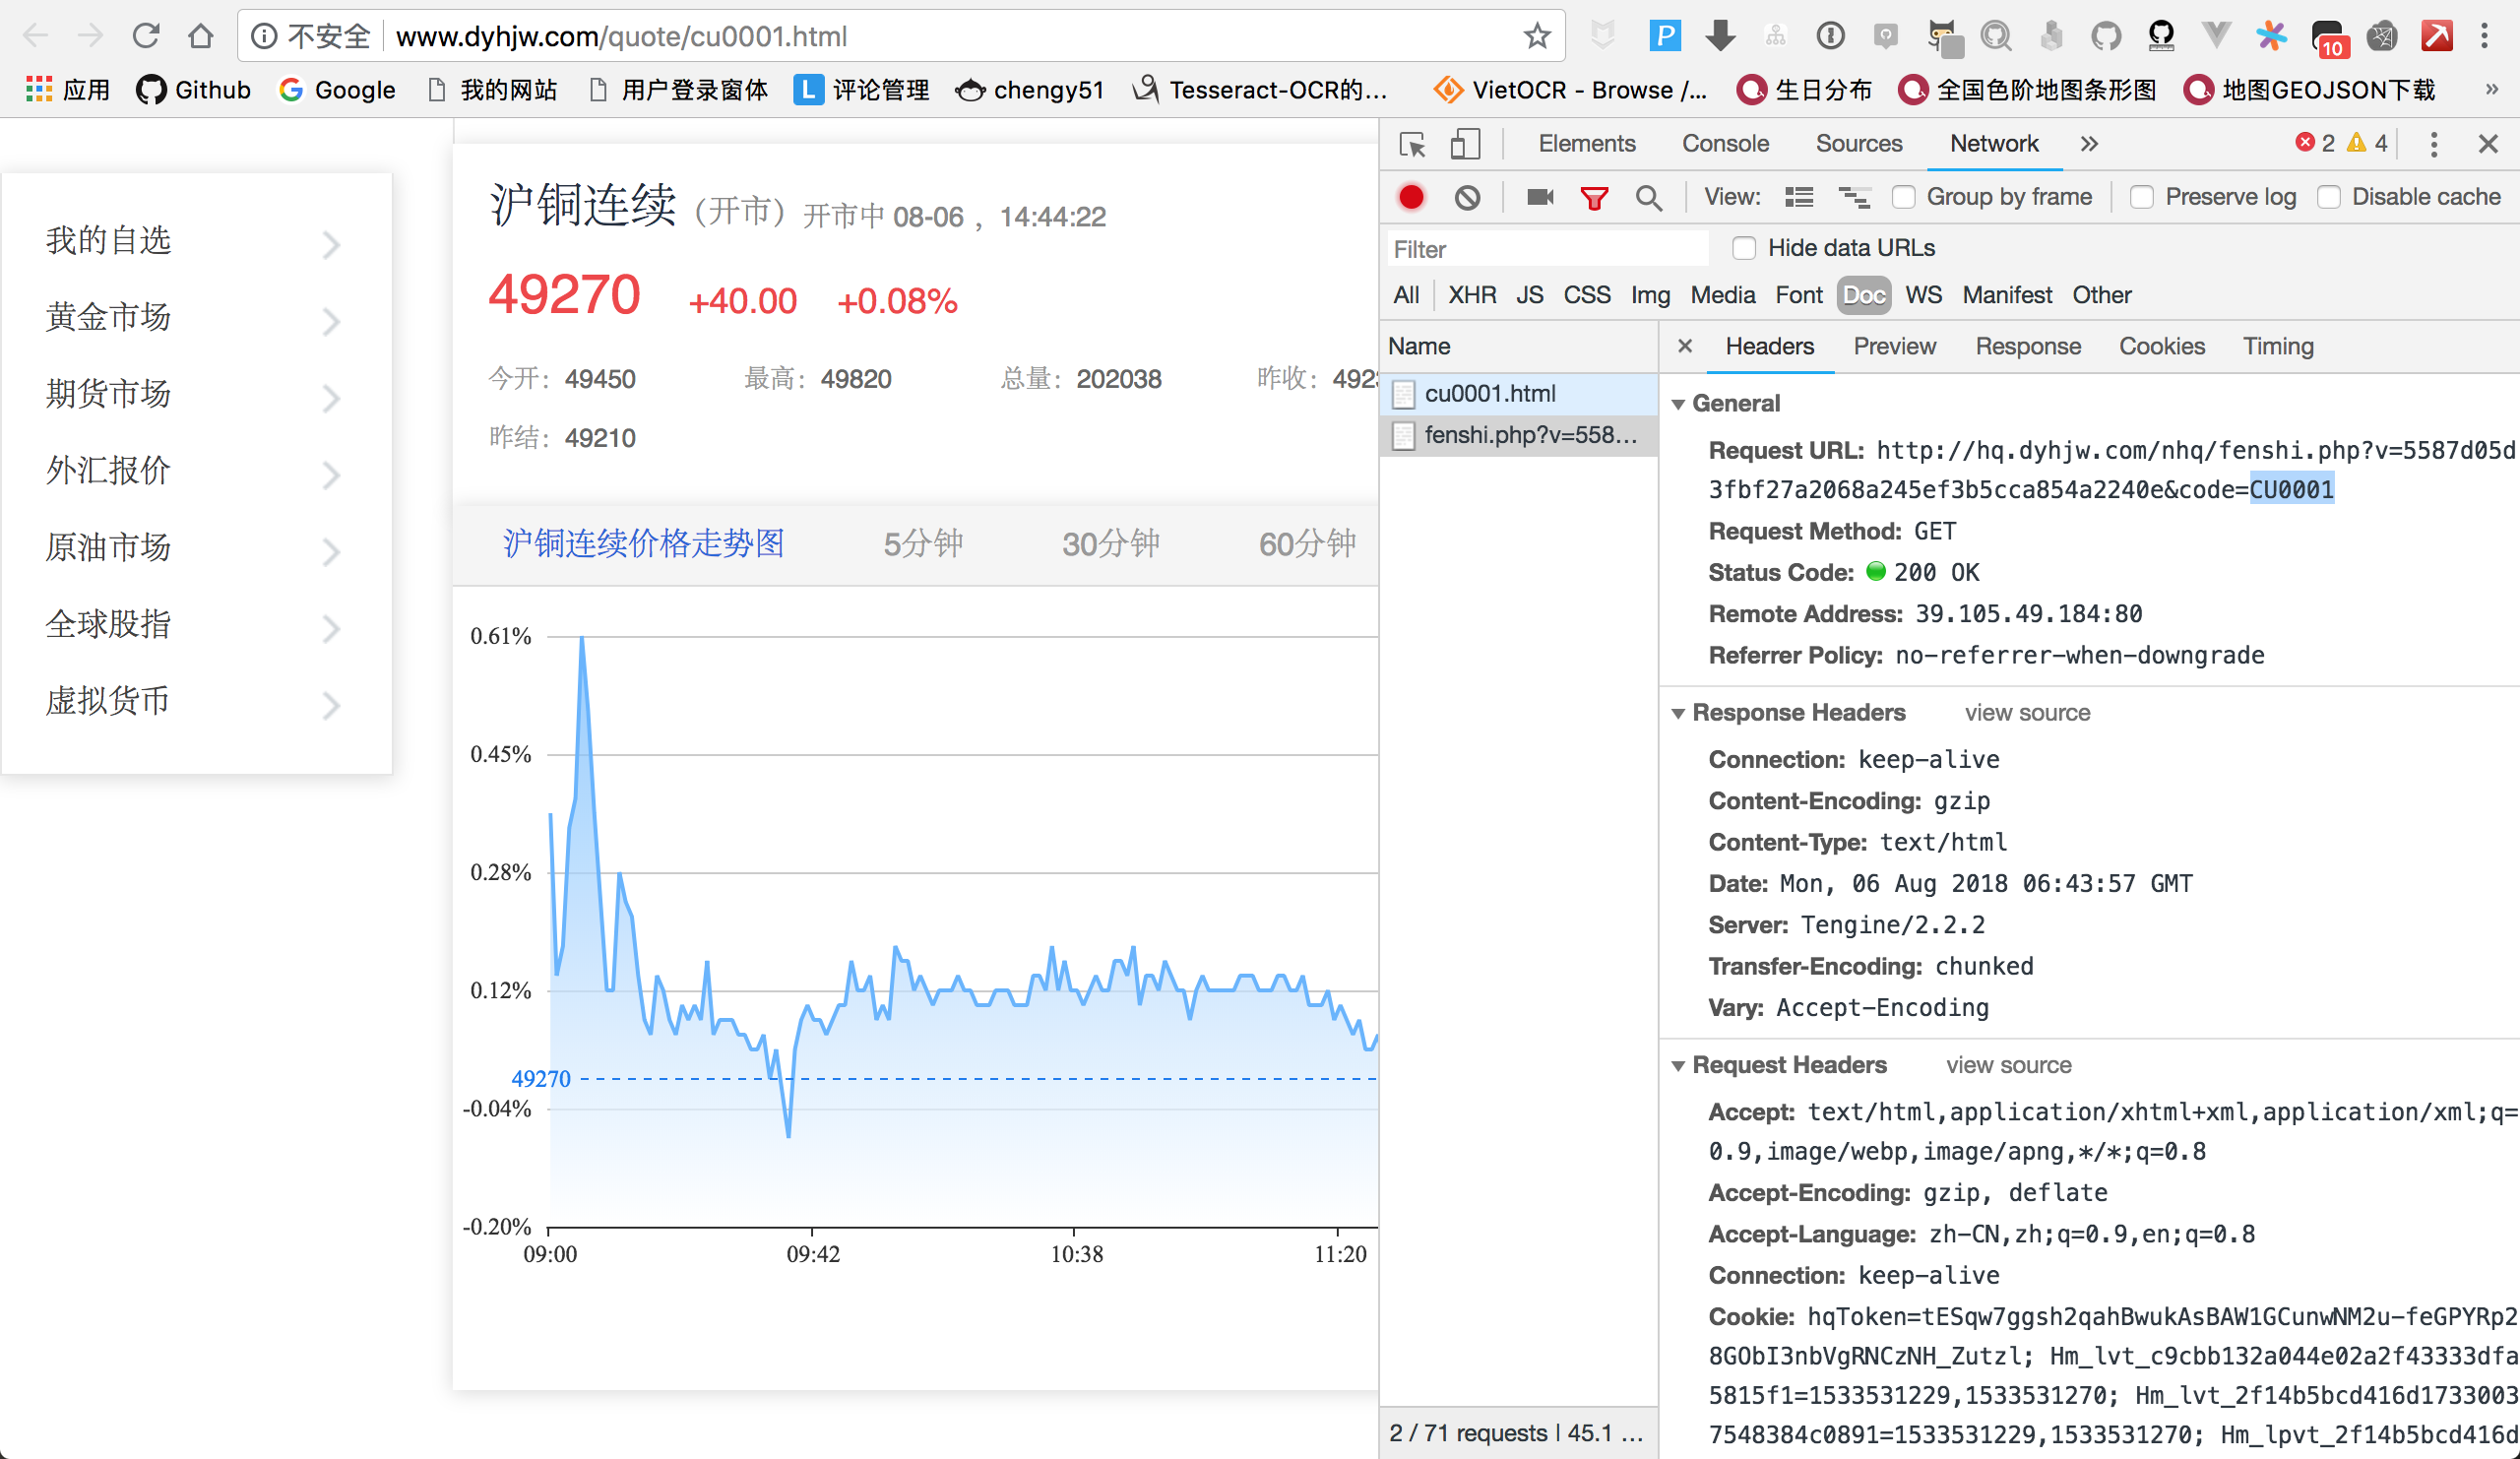 不安全 www.dyhjw.com/quote/cu0001.html
10
应用 Github Google 我的网站 用户登录窗体 L 评论管理 chengy51 Tesseract-OCR的... VietOCR - Browse /... 生日分布 全国色阶地图条形图 地图GEOJSON下载 »
我的自选
黄金市场
期货市场
外汇报价
原油市场
全球股指
虚拟货币
沪铜连续 (开市) 开市中 08-06 , 14:44:22
49270 +40.00 +0.08%
今开: 49450 最高: 49820 总量: 202038 昨收:
昨结: 49210
沪铜连续价格走势图 5分钟 30分钟 60分钟
0.61%
0.45%
0.28%
0.12%
49270
-0.04%
-0.20%
09:00 09:42 10:38 11:20
Elements Console Sources Network » 2 4
View: Group by frame Preserve log Disable cache
Filter Hide data URLs
All XHR JS CSS Img Media Font Doc WS Manifest Other
Name
cu0001.html
fenshi.php?v=558...
2 / 71 requests | 45.1 ...
× Headers Preview Response Cookies Timing
General
Request URL: http://hq.dyhjw.com/nhq/fenshi.php?v=5587d05d
3fbf27a2068a245ef3b5cca854a2240e&code=CU0001
Request Method: GET
Status Code: 200 OK
Remote Address: 39.105.49.184:80
Referrer Policy: no-referrer-when-downgrade
Response Headers view source
Connection: keep-alive
Content-Encoding: gzip
Content-Type: text/html
Date: Mon, 06 Aug 2018 06:43:57 GMT
Server: Tengine/2.2.2
Transfer-Encoding: chunked
Vary: Accept-Encoding
Request Headers view source
Accept: text/html,application/xhtml+xml,application/xml;q=
0.9,image/webp,image/apng,*/*;q=0.8
Accept-Encoding: gzip, deflate
Accept-Language: zh-CN,zh;q=0.9,en;q=0.8
Connection: keep-alive
Cookie: hqToken=tESqw7ggsh2qahBwukAsBAW1GCunwNM2u-feGPYRp2
8GObI3nbVgRNCzNH_Zutzl; Hm_lvt_c9cbb132a044e02a2f43333dfa
5815f1=1533531229,1533531270; Hm_lvt_2f14b5bcd416d1733003
7548384c0891=1533531229,1533531270; Hm_lpvt_2f14b5bcd416d